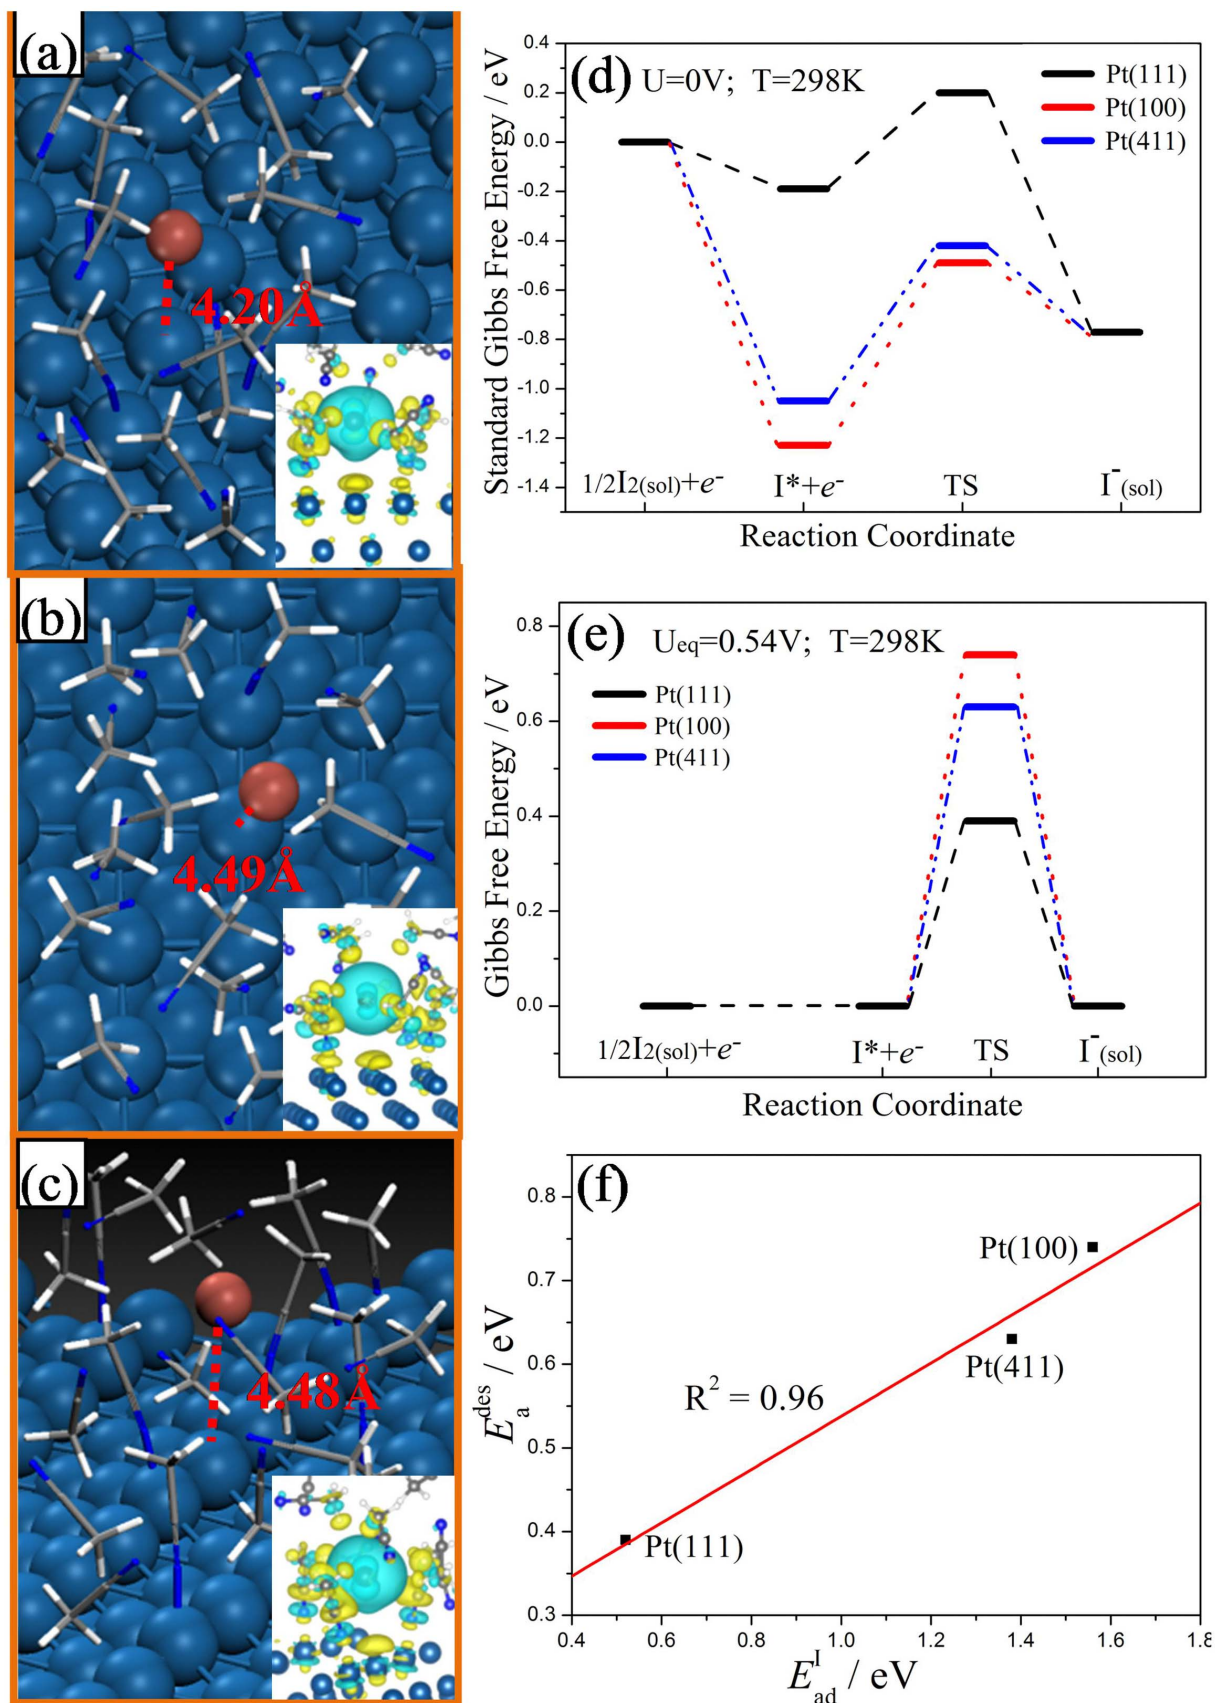 (a)
4.20Å
(b)
4.49Å
(c)
4.48Å
(d) U=0V; T=298K
Pt(111)
Pt(100)
Pt(411)
Standard Gibbs Free Energy / eV
0.4
0.2
0.0
-0.2
-0.4
-0.6
-0.8
-1.0
-1.2
-1.4
1/2I2(sol)+e- I*+e- TS I-(sol)
Reaction Coordinate
(e) Ueq=0.54V; T=298K
Pt(111)
Pt(100)
Pt(411)
Gibbs Free Energy / eV
0.8
0.6
0.4
0.2
0.0
1/2I2(sol)+e- I*+e- TS I-(sol)
Reaction Coordinate
(f)
Pt(100)
Pt(411)
R2 = 0.96
Pt(111)
Eades / eV
0.8
0.7
0.6
0.5
0.4
0.3
0.4 0.6 0.8 1.0 1.2 1.4 1.6 1.8
EadI / eV